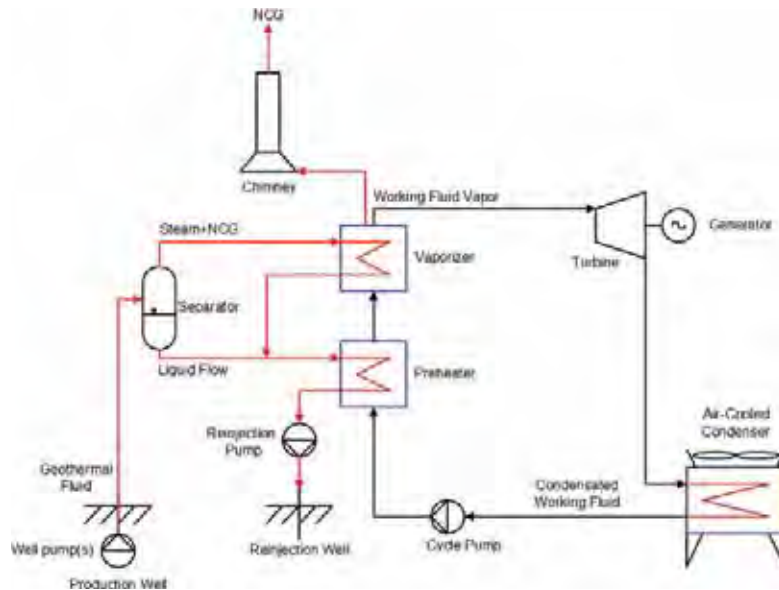 NCG
Chimney
Working Fluid Vapor
Steam+NCG
Generator
Vaporizer
Turbine
Separator
Liguid Flow
Preheater
Air-Cooled
Condenser
Reinjection
Pump
Geothermal
Fluid
Condensated
Working Fluid
Well pump(s)
Reinjection Well
Cycle Pump
Production Well